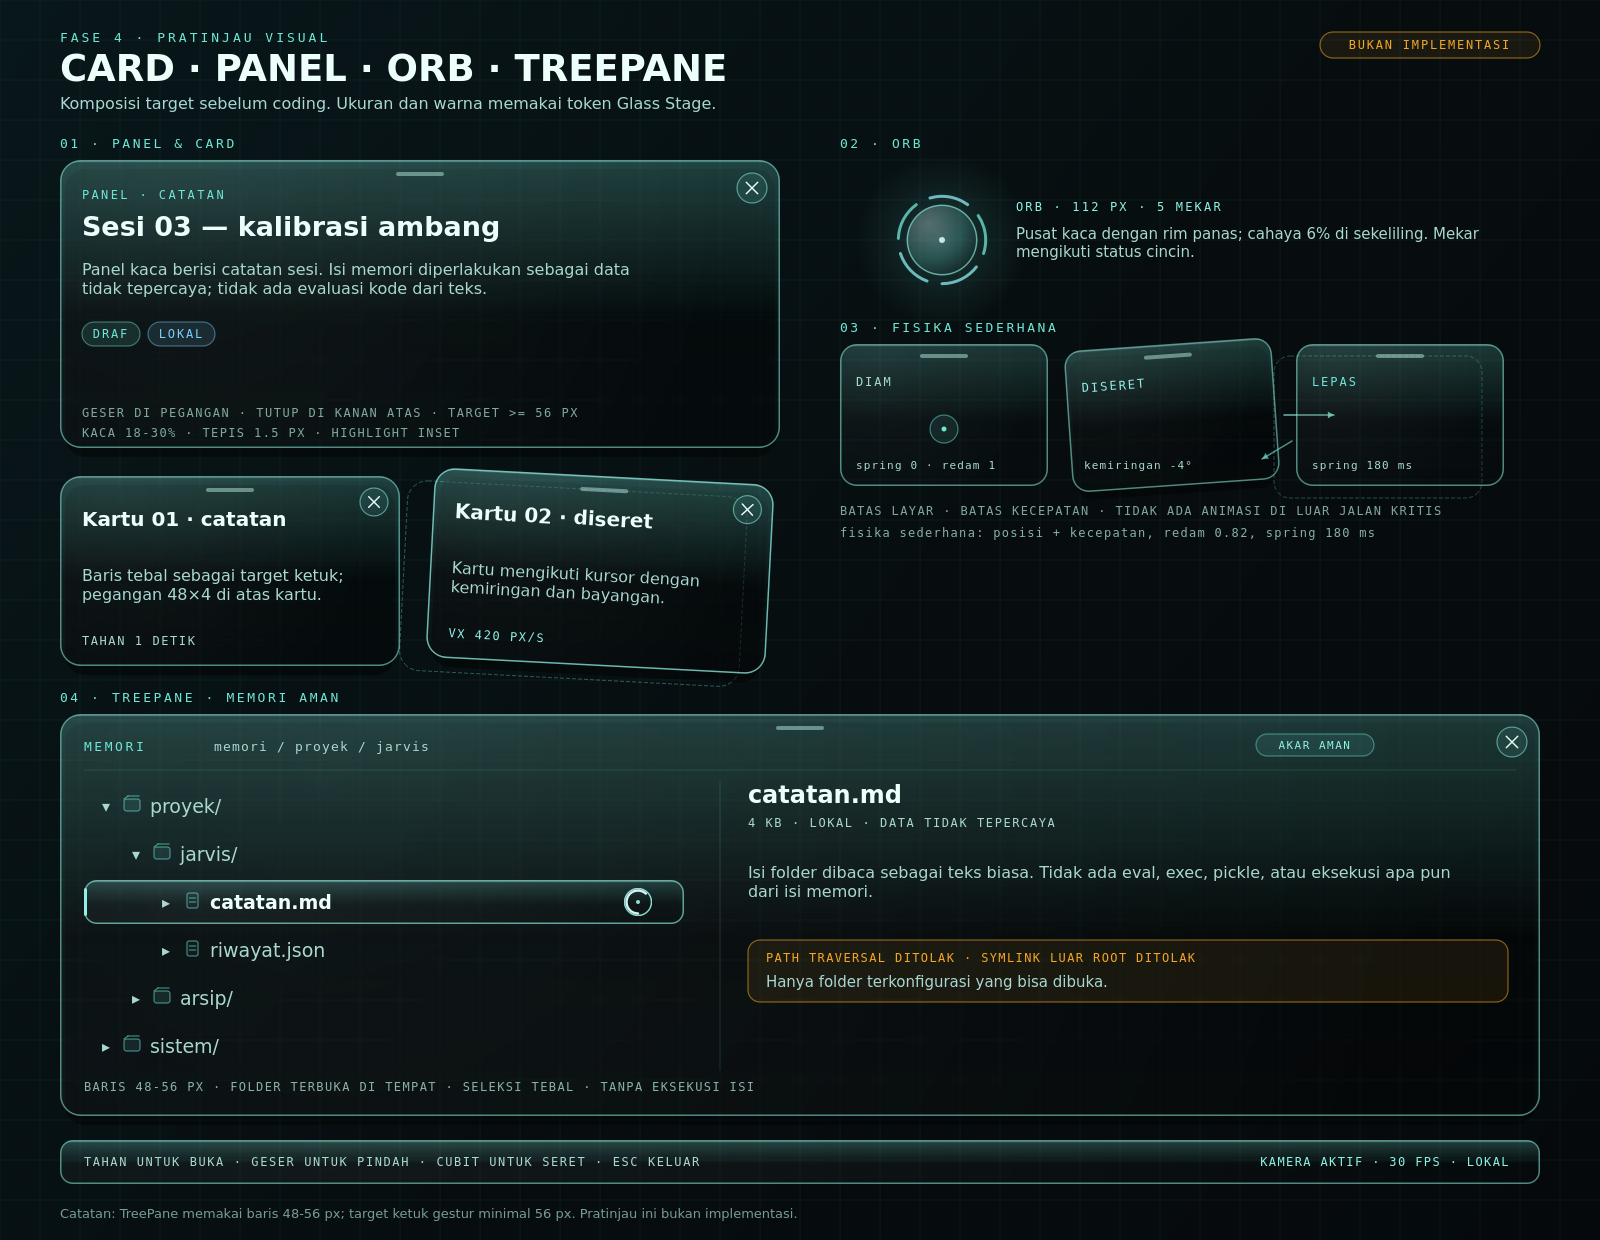 FASE 4 · PRATINJAU VISUAL
BUKAN IMPLEMENTASI
CARD · PANEL · ORB · TREEPANE
Komposisi target sebelum coding. Ukuran dan warna memakai token Glass Stage.
01 · PANEL & CARD
PANEL · CATATAN
Sesi 03 — kalibrasi ambang
Panel kaca berisi catatan sesi. Isi memori diperlakukan sebagai data
tidak tepercaya; tidak ada evaluasi kode dari teks.
DRAF
LOKAL
GESER DI PEGANGAN · TUTUP DI KANAN ATAS · TARGET >= 56 PX
KACA 18-30% · TEPIS 1.5 PX · HIGHLIGHT INSET
Kartu 01 · catatan
Baris tebal sebagai target ketuk;
pegangan 48×4 di atas kartu.
TAHAN 1 DETIK
Kartu 02 · diseret
Kartu mengikuti kursor dengan
kemiringan dan bayangan.
VX 420 PX/S
02 · ORB
ORB · 112 PX · 5 MEKAR
Pusat kaca dengan rim panas; cahaya 6% di sekeliling. Mekar
mengikuti status cincin.
03 · FISIKA SEDERHANA
DIAM
spring 0 · redam 1
DISERET
kemiringan -4°
LEPAS
spring 180 ms
BATAS LAYAR · BATAS KECEPATAN · TIDAK ADA ANIMASI DI LUAR JALAN KRITIS
fisika sederhana: posisi + kecepatan, redam 0.82, spring 180 ms
04 · TREEPANE · MEMORI AMAN
MEMORI
memori / proyek / jarvis
AKAR AMAN
▾ proyek/
▾ jarvis/
▸ catatan.md
▸ riwayat.json
▸ arsip/
▸ sistem/
catatan.md
4 KB · LOKAL · DATA TIDAK TEPERCAYA
Isi folder dibaca sebagai teks biasa. Tidak ada eval, exec, pickle, atau eksekusi apa pun
dari isi memori.
PATH TRAVERSAL DITOLAK · SYMLINK LUAR ROOT DITOLAK
Hanya folder terkonfigurasi yang bisa dibuka.
BARIS 48-56 PX · FOLDER TERBUKA DI TEMPAT · SELEKSI TEBAL · TANPA EKSEKUSI ISI
TAHAN UNTUK BUKA · GESER UNTUK PINDAH · CUBIT UNTUK SERET · ESC KELUAR
KAMERA AKTIF · 30 FPS · LOKAL
Catatan: TreePane memakai baris 48-56 px; target ketuk gestur minimal 56 px. Pratinjau ini bukan implementasi.